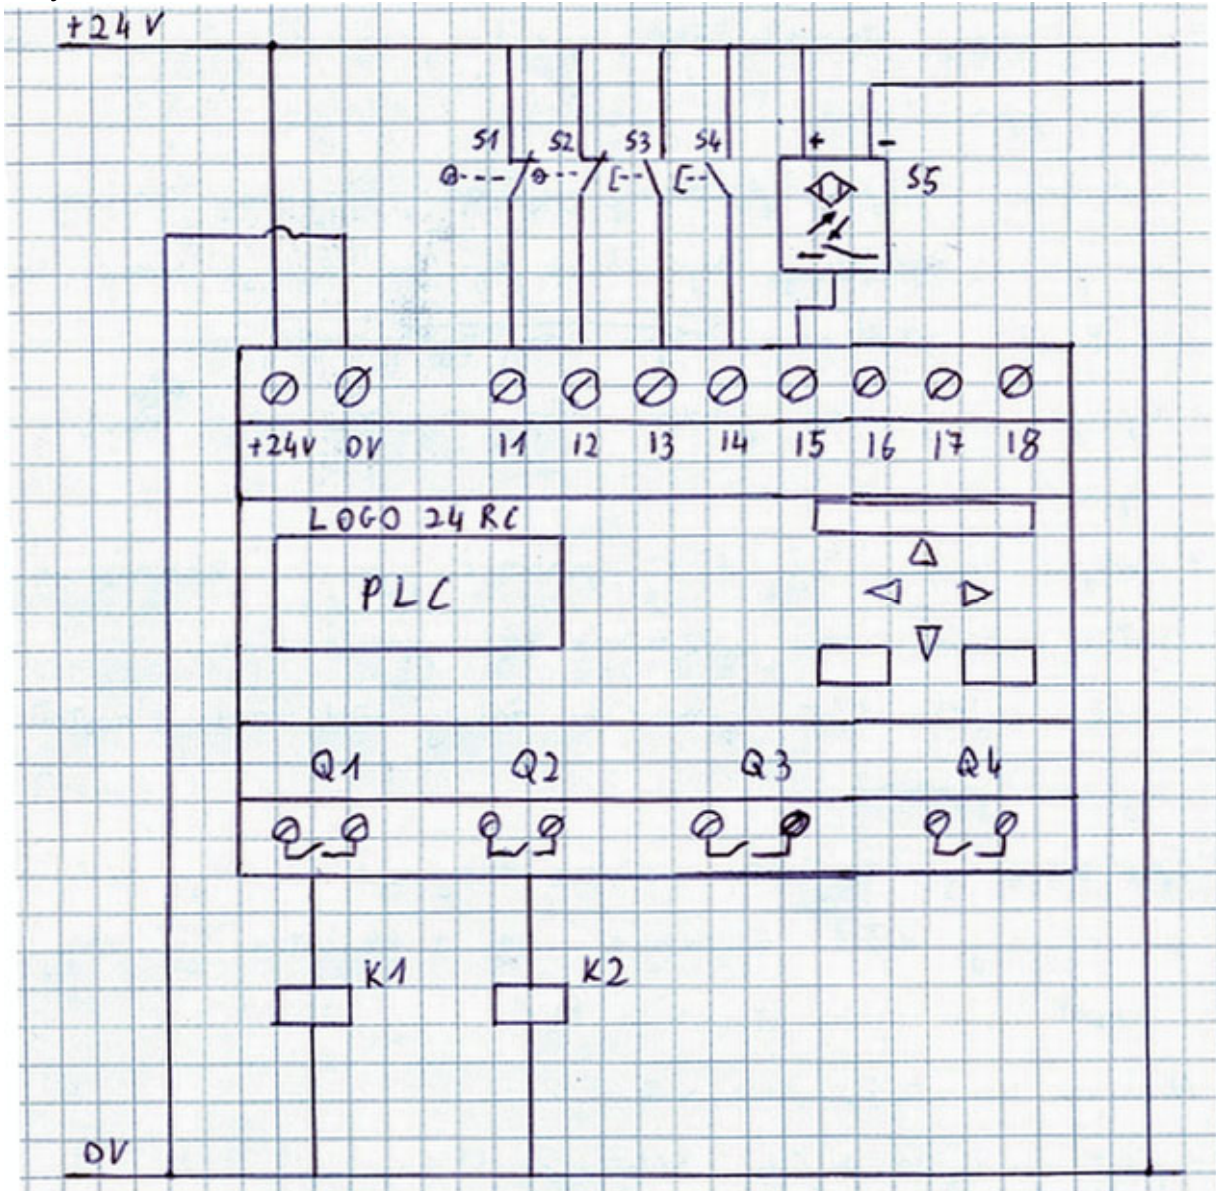 +24V
S1 S2 S3 S4 + - S5
+24V 0V I1 I2 I3 I4 I5 I6 I7 I8
LOGO 24 RC
PLC
Q1 Q2 Q3 Q4
K1 K2
0V